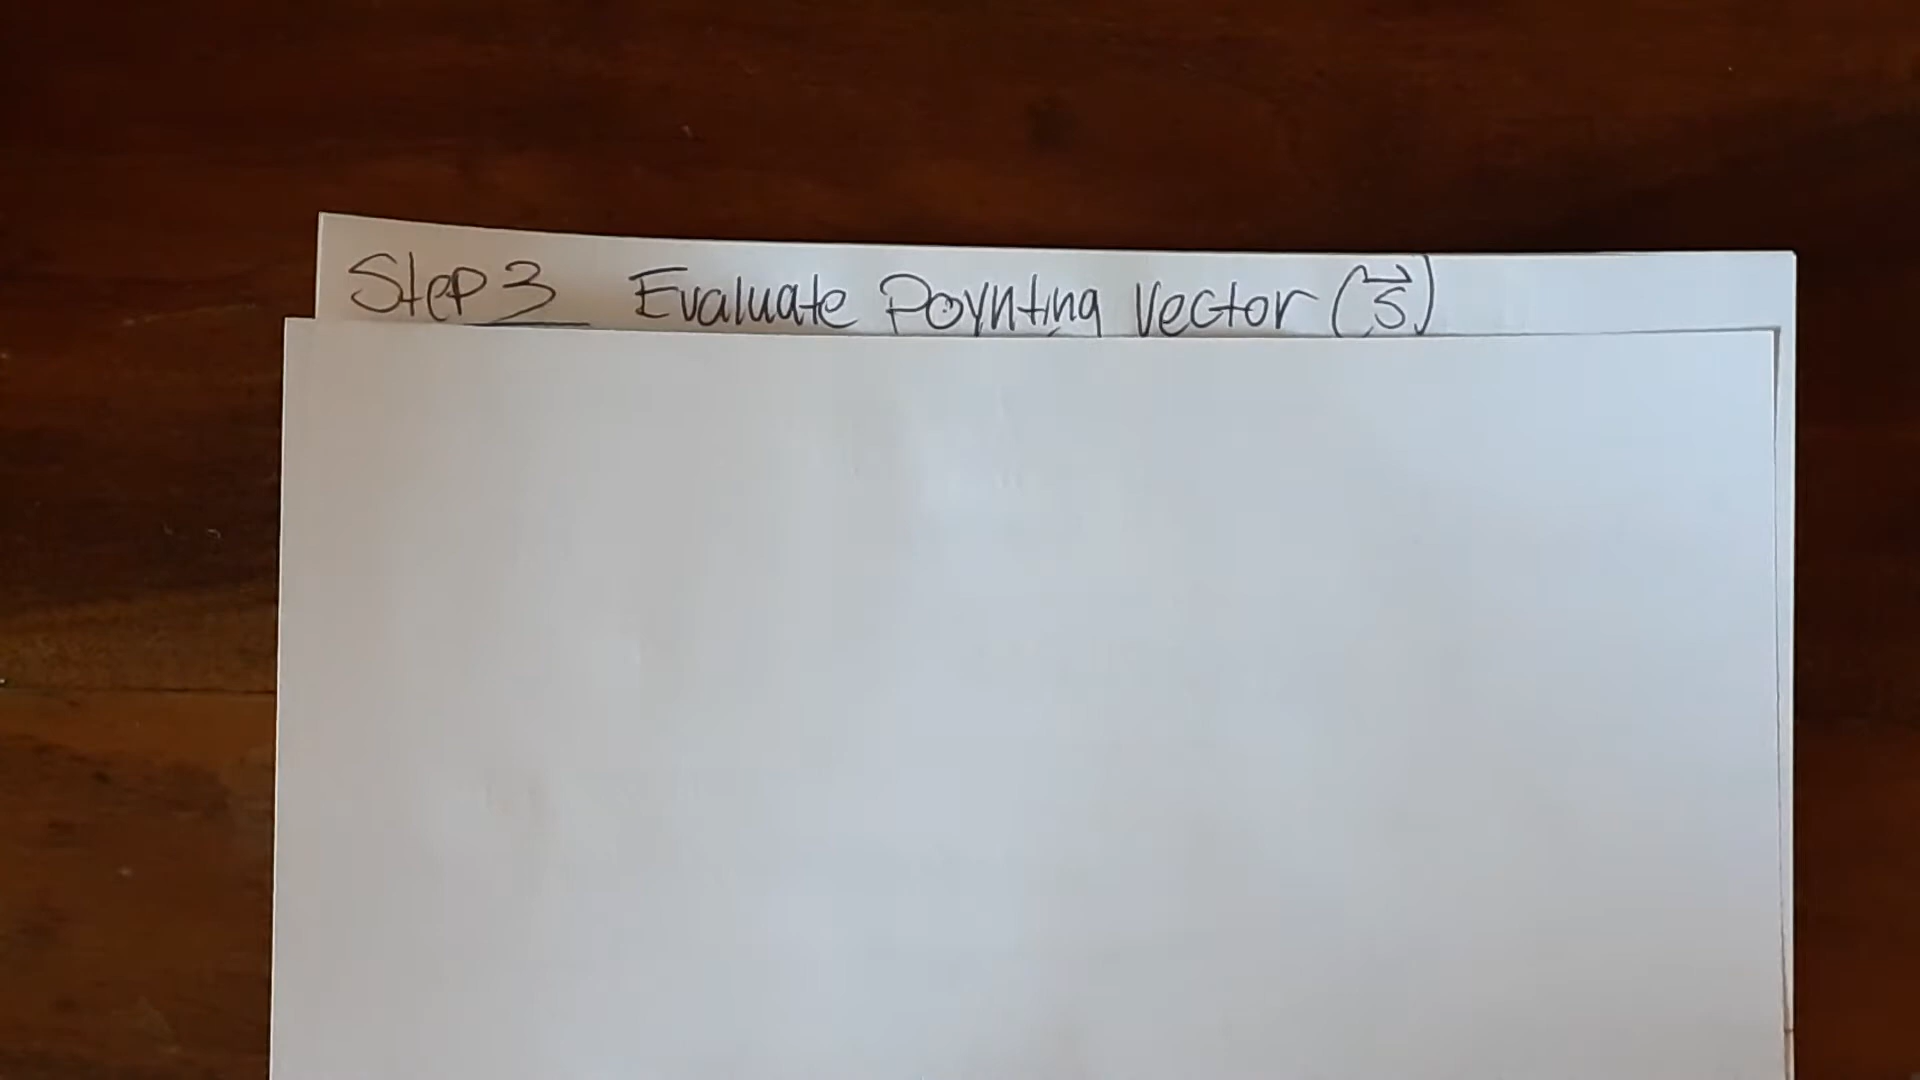 Step 3 Evaluate Poynting Vector (S⃗)